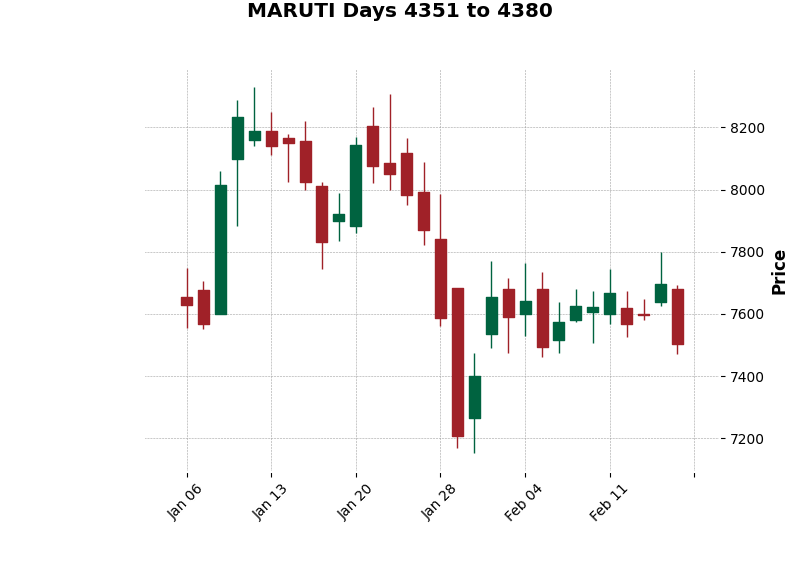 MARUTI Days 4351 to 4380
8200
8000
7800
7600
7400
7200
Price
Jan 06
Jan 13
Jan 20
Jan 28
Feb 04
Feb 11